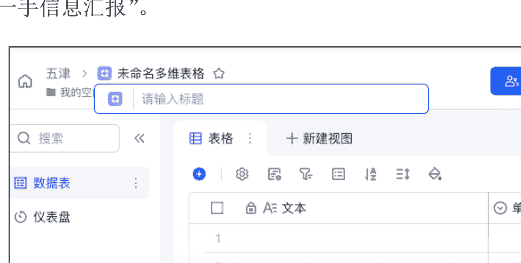 一手信息汇报”。
五津 > 未命名多维表格
我的空
请输入标题
搜索
表格
新建视图
数据表
仪表盘
文本
1